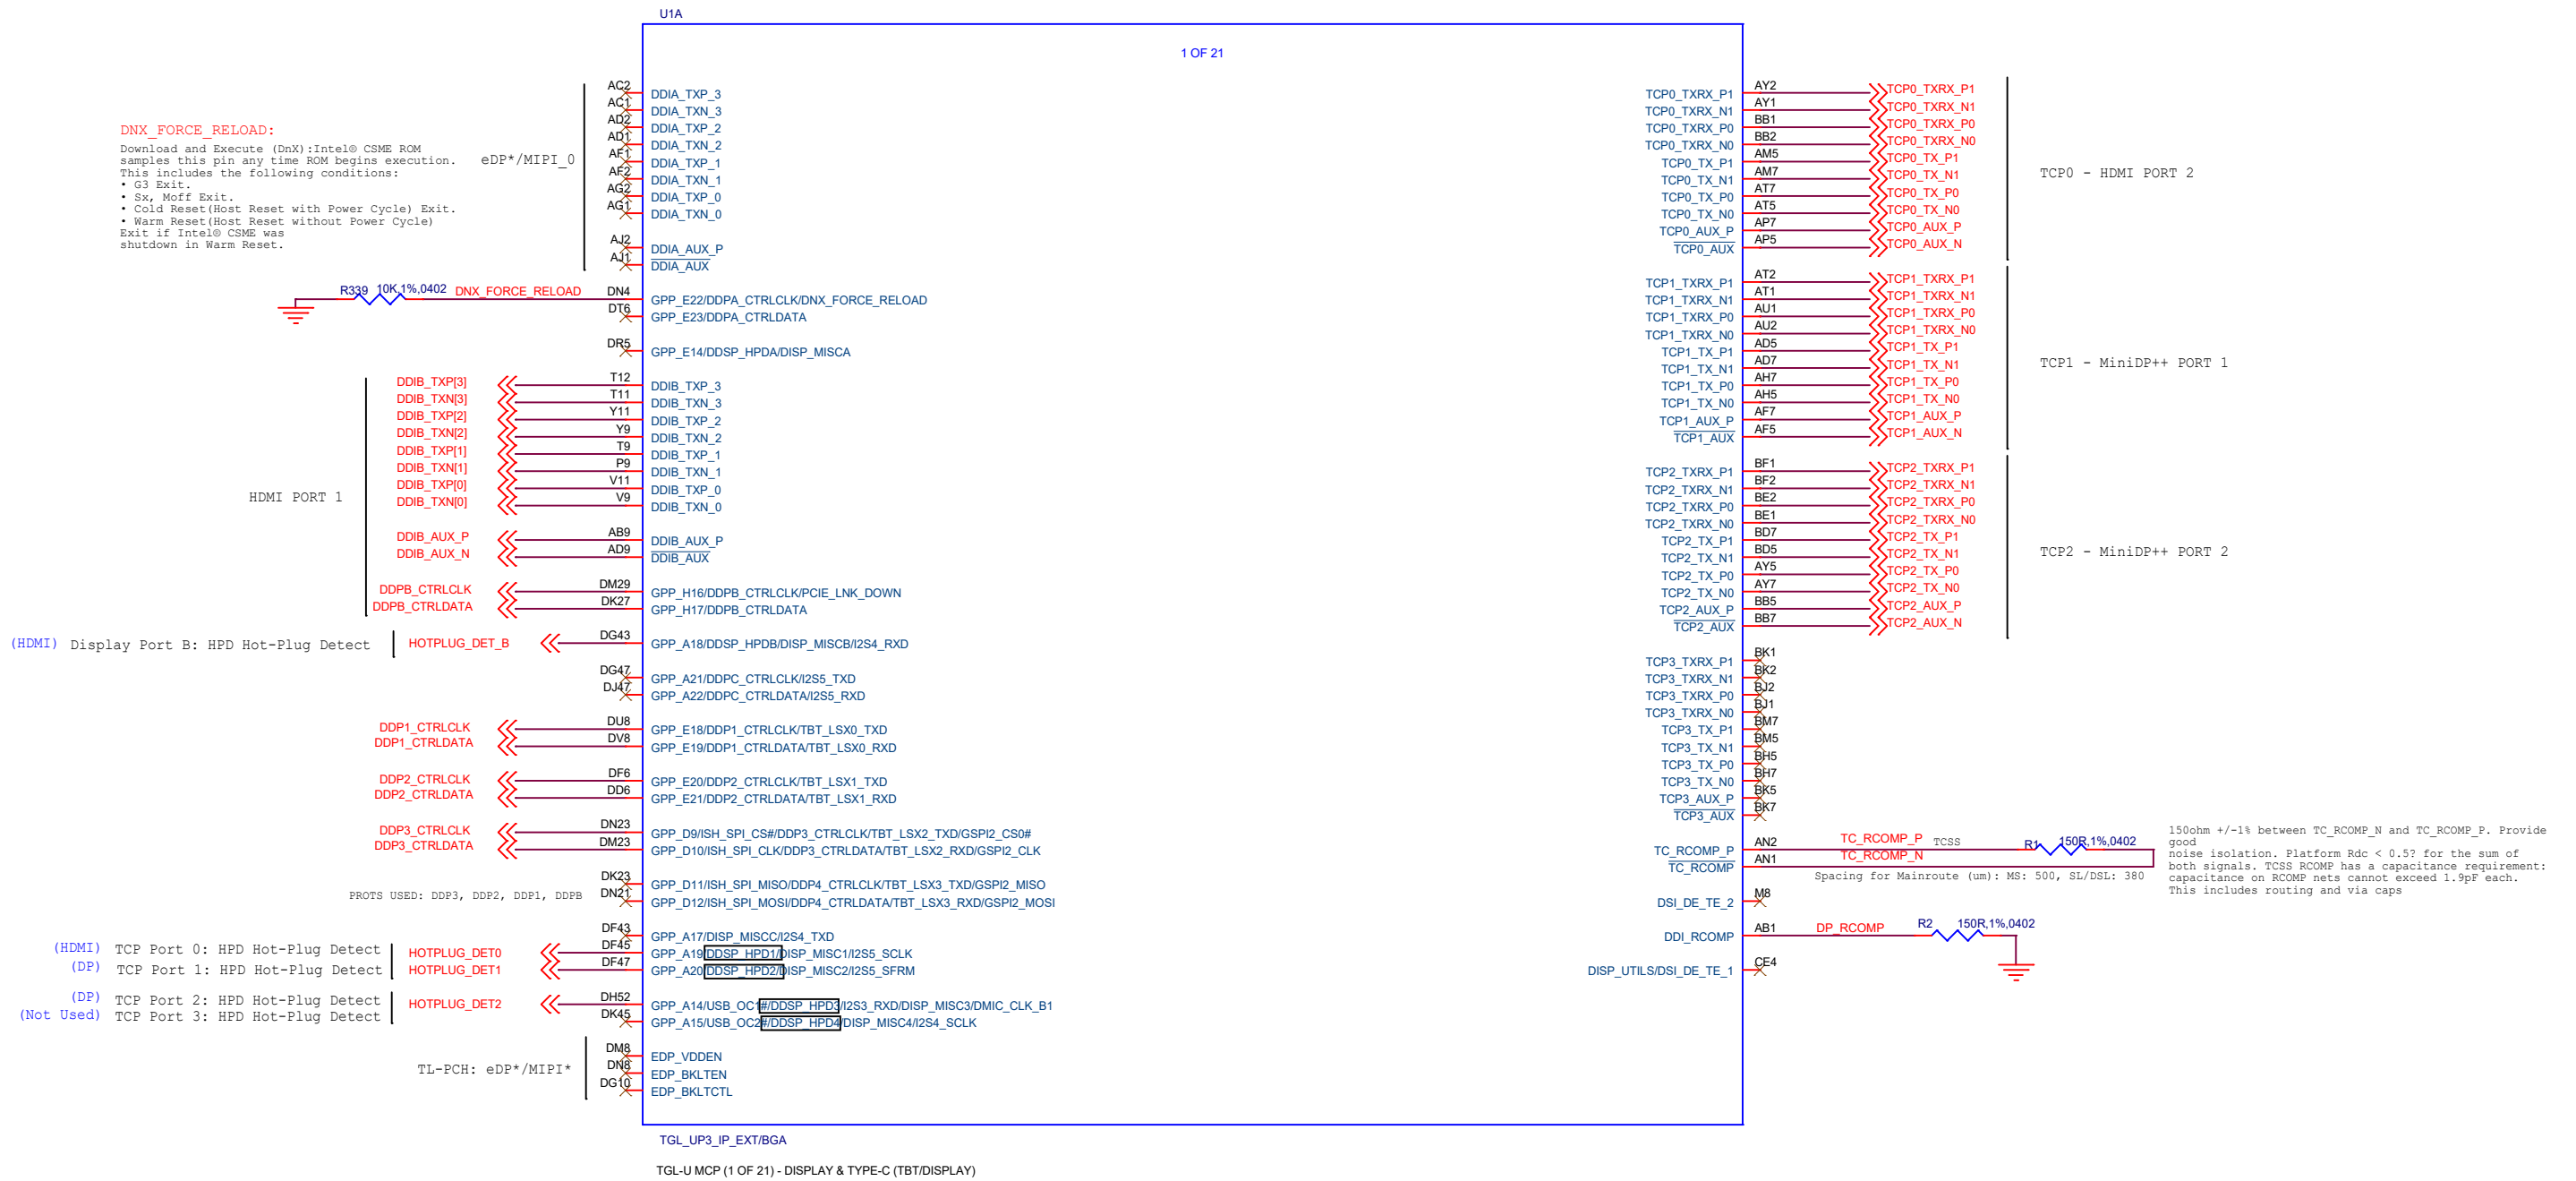 U1A
1 OF 21
DNX_FORCE_RELOAD:
Download and Execute (DnX):Intel® CSME ROM
samples this pin any time ROM begins execution.
This includes the following conditions:
• G3 Exit.
• Sx, Moff Exit.
• Cold Reset(Host Reset with Power Cycle) Exit.
• Warm Reset(Host Reset without Power Cycle)
Exit if Intel® CSME was
shutdown in Warm Reset.
eDP*/MIPI_0
AC2 DDIA_TXP_3
AC1 DDIA_TXN_3
AD2 DDIA_TXP_2
AD1 DDIA_TXN_2
AF1 DDIA_TXP_1
AF2 DDIA_TXN_1
AG2 DDIA_TXP_0
AG1 DDIA_TXN_0
AJ2 DDIA_AUX_P
AJ1 DDIA_AUX
R339 10K,1%,0402 DNX_FORCE_RELOAD DN4 GPP_E22/DDPA_CTRLCLK/DNX_FORCE_RELOAD
DT6 GPP_E23/DDPA_CTRLDATA
DR5 GPP_E14/DDSP_HPDA/DISP_MISCA
HDMI PORT 1
DDIB_TXP[3] T12 DDIB_TXP_3
DDIB_TXN[3] T11 DDIB_TXN_3
DDIB_TXP[2] Y11 DDIB_TXP_2
DDIB_TXN[2] Y9 DDIB_TXN_2
DDIB_TXP[1] T9 DDIB_TXP_1
DDIB_TXN[1] P9 DDIB_TXN_1
DDIB_TXP[0] V11 DDIB_TXP_0
DDIB_TXN[0] V9 DDIB_TXN_0
DDIB_AUX_P AB9 DDIB_AUX_P
DDIB_AUX_N AD9 DDIB_AUX
DDPB_CTRLCLK DM29 GPP_H16/DDPB_CTRLCLK/PCIE_LNK_DOWN
DDPB_CTRLDATA DK27 GPP_H17/DDPB_CTRLDATA
(HDMI) Display Port B: HPD Hot-Plug Detect HOTPLUG_DET_B DG43 GPP_A18/DDSP_HPDB/DISP_MISCB/I2S4_RXD
DG47 GPP_A21/DDPC_CTRLCLK/I2S5_TXD
DJ47 GPP_A22/DDPC_CTRLDATA/I2S5_RXD
DDP1_CTRLCLK DU8 GPP_E18/DDP1_CTRLCLK/TBT_LSX0_TXD
DDP1_CTRLDATA DV8 GPP_E19/DDP1_CTRLDATA/TBT_LSX0_RXD
DDP2_CTRLCLK DF6 GPP_E20/DDP2_CTRLCLK/TBT_LSX1_TXD
DDP2_CTRLDATA DD6 GPP_E21/DDP2_CTRLDATA/TBT_LSX1_RXD
DDP3_CTRLCLK DN23 GPP_D9/ISH_SPI_CS#/DDP3_CTRLCLK/TBT_LSX2_TXD/GSPI2_CS0#
DDP3_CTRLDATA DM23 GPP_D10/ISH_SPI_CLK/DDP3_CTRLDATA/TBT_LSX2_RXD/GSPI2_CLK
DK23 GPP_D11/ISH_SPI_MISO/DDP4_CTRLCLK/TBT_LSX3_TXD/GSPI2_MISO
PROTS USED: DDP3, DDP2, DDP1, DDPB DN21 GPP_D12/ISH_SPI_MOSI/DDP4_CTRLDATA/TBT_LSX3_RXD/GSPI2_MOSI
DF43 GPP_A17/DISP_MISCC/I2S4_TXD
(HDMI) TCP Port 0: HPD Hot-Plug Detect HOTPLUG_DET0 DF45 GPP_A19/DDSP_HPD1/DISP_MISC1/I2S5_SCLK
(DP) TCP Port 1: HPD Hot-Plug Detect HOTPLUG_DET1 DF47 GPP_A20/DDSP_HPD2/DISP_MISC2/I2S5_SFRM
(DP) TCP Port 2: HPD Hot-Plug Detect HOTPLUG_DET2 DH52 GPP_A14/USB_OC1#/DDSP_HPD3/I2S3_RXD/DISP_MISC3/DMIC_CLK_B1
(Not Used) TCP Port 3: HPD Hot-Plug Detect DK45 GPP_A15/USB_OC2#/DDSP_HPD4/DISP_MISC4/I2S4_SCLK
TL-PCH: eDP*/MIPI*
DM8 EDP_VDDEN
DN8 EDP_BKLTEN
DG10 EDP_BKLTCTL
TCP0_TXRX_P1 AY2 TCP0_TXRX_P1
TCP0_TXRX_N1 AY1 TCP0_TXRX_N1
TCP0_TXRX_P0 BB1 TCP0_TXRX_P0
TCP0_TXRX_N0 BB2 TCP0_TXRX_N0
TCP0_TX_P1 AM5 TCP0_TX_P1
TCP0_TX_N1 AM7 TCP0_TX_N1
TCP0_TX_P0 AT7 TCP0_TX_P0
TCP0_TX_N0 AT5 TCP0_TX_N0
TCP0_AUX_P AP7 TCP0_AUX_P
TCP0_AUX AP5 TCP0_AUX_N
TCP0 - HDMI PORT 2
TCP1_TXRX_P1 AT2 TCP1_TXRX_P1
TCP1_TXRX_N1 AT1 TCP1_TXRX_N1
TCP1_TXRX_P0 AU1 TCP1_TXRX_P0
TCP1_TXRX_N0 AU2 TCP1_TXRX_N0
TCP1_TX_P1 AD5 TCP1_TX_P1
TCP1_TX_N1 AD7 TCP1_TX_N1
TCP1_TX_P0 AH7 TCP1_TX_P0
TCP1_TX_N0 AH5 TCP1_TX_N0
TCP1_AUX_P AF7 TCP1_AUX_P
TCP1_AUX AF5 TCP1_AUX_N
TCP1 - MiniDP++ PORT 1
TCP2_TXRX_P1 BF1 TCP2_TXRX_P1
TCP2_TXRX_N1 BF2 TCP2_TXRX_N1
TCP2_TXRX_P0 BE2 TCP2_TXRX_P0
TCP2_TXRX_N0 BE1 TCP2_TXRX_N0
TCP2_TX_P1 BD7 TCP2_TX_P1
TCP2_TX_N1 BD5 TCP2_TX_N1
TCP2_TX_P0 AY5 TCP2_TX_P0
TCP2_TX_N0 AY7 TCP2_TX_N0
TCP2_AUX_P BB5 TCP2_AUX_P
TCP2_AUX BB7 TCP2_AUX_N
TCP2 - MiniDP++ PORT 2
TCP3_TXRX_P1 BK1
TCP3_TXRX_N1 BK2
TCP3_TXRX_P0 BJ2
TCP3_TXRX_N0 BJ1
TCP3_TX_P1 BM7
TCP3_TX_N1 BM5
TCP3_TX_P0 BH5
TCP3_TX_N0 BH7
TCP3_AUX_P BK5
TCP3_AUX BK7
TC_RCOMP_P AN2 TC_RCOMP_P TCSS R1 150R,1%,0402
TC_RCOMP AN1 TC_RCOMP_N
Spacing for Mainroute (um): MS: 500, SL/DSL: 380
150ohm +/-1% between TC_RCOMP_N and TC_RCOMP_P. Provide
good
noise isolation. Platform Rdc < 0.5? for the sum of
both signals. TCSS RCOMP has a capacitance requirement:
capacitance on RCOMP nets cannot exceed 1.9pF each.
This includes routing and via caps
DSI_DE_TE_2 M8
DDI_RCOMP AB1 DP_RCOMP R2 150R,1%,0402
DISP_UTILS/DSI_DE_TE_1 CE4
TGL_UP3_IP_EXT/BGA
TGL-U MCP (1 OF 21) - DISPLAY & TYPE-C (TBT/DISPLAY)